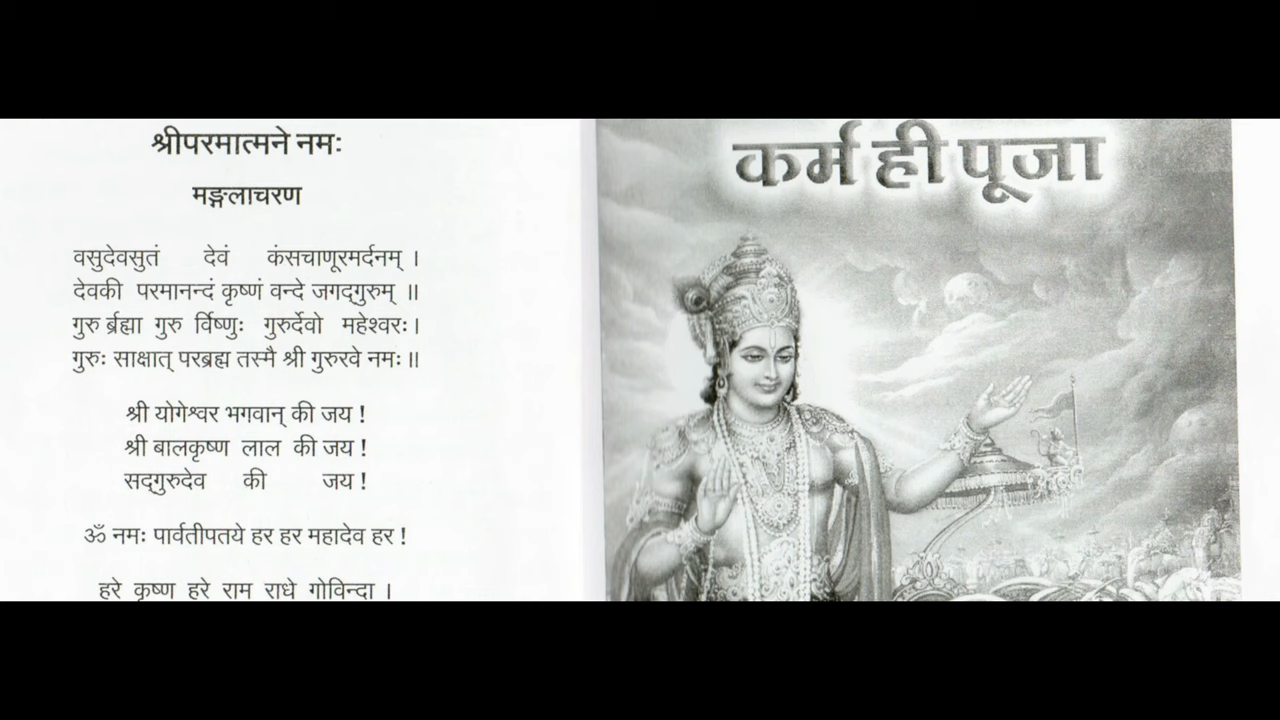 श्रीपरमात्मने नमः
मङ्गलाचरण
वसुदेवसुतं देवं कंसचाणूरमर्दनम् ।
देवकी परमानन्दं कृष्णं वन्दे जगद्‌गुरुम् ॥
गुरु र्ब्रह्मा गुरु र्विष्णुः गुरुर्देवो महेश्वरः।
गुरुः साक्षात् परब्रह्म तस्मै श्री गुरुरवे नमः॥
श्री योगेश्वर भगवान् की जय !
श्री बालकृष्ण लाल की जय !
सद्‌गुरुदेव की जय !
ॐ नमः पार्वतीपतये हर हर महादेव हर !
हरे कृष्ण हरे राम राधे गोविन्दा ।
कर्म ही पूजा